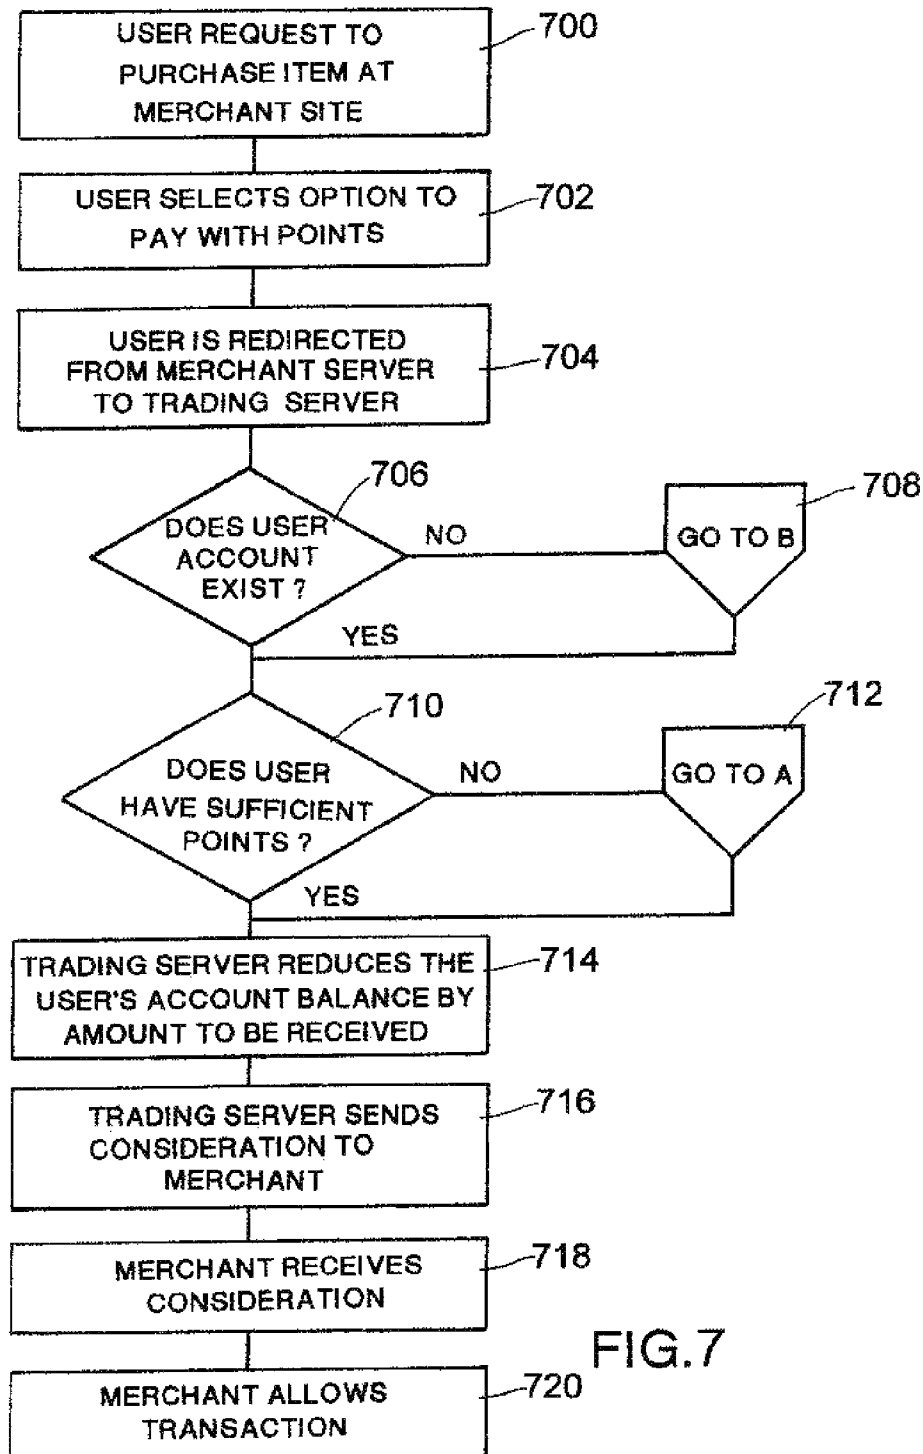 USER REQUEST TO
PURCHASE ITEM AT
MERCHANT SITE
700
USER SELECTS OPTION TO
PAY WITH POINTS
702
USER IS REDIRECTED
FROM MERCHANT SERVER
TO TRADING SERVER
704
706
DOES USER
ACCOUNT
EXIST ?
NO
708
GO TO B
YES
710
DOES USER
HAVE SUFFICIENT
POINTS ?
NO
712
GO TO A
YES
TRADING SERVER REDUCES THE
USER'S ACCOUNT BALANCE BY
AMOUNT TO BE RECEIVED
714
TRADING SERVER SENDS
CONSIDERATION TO
MERCHANT
716
MERCHANT RECEIVES
CONSIDERATION
718
FIG.7
MERCHANT ALLOWS
TRANSACTION
720